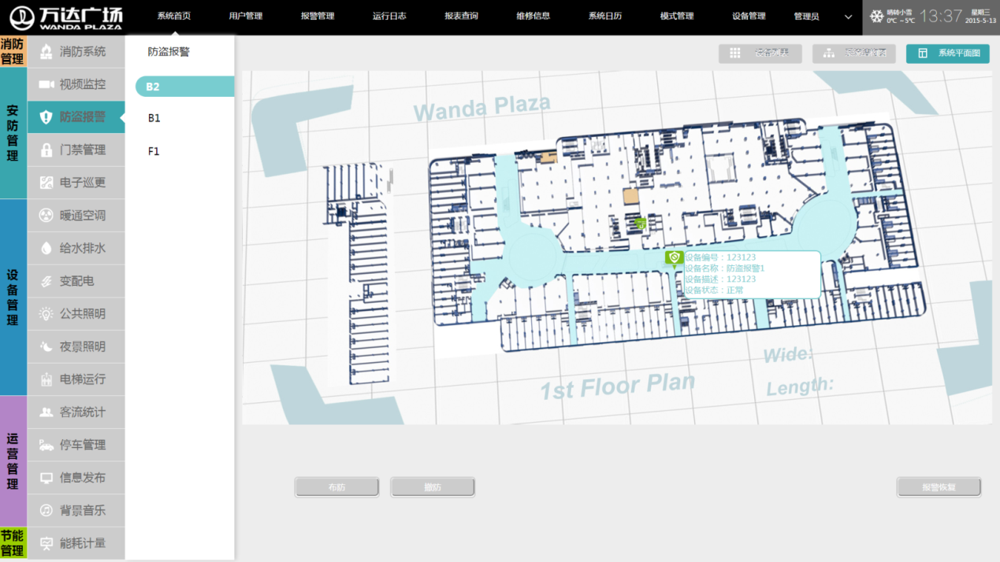 万达广场
WANDA PLAZA
系统首页
用户管理
报警管理
运行日志
报表查询
维修信息
系统日历
模式管理
设备管理
管理员
晴转小雪
0℃ ~ 5℃
13:37
星期三
2015-5-13
消防
管理
安防管理
设备管理
运营管理
节能
管理
消防系统
视频监控
防盗报警
门禁管理
电子巡更
暖通空调
给水排水
变配电
公共照明
夜景照明
电梯运行
客流统计
停车管理
信息发布
背景音乐
能耗计量
防盗报警
B2
B1
F1
设备列表
系统平面图
Wanda Plaza
设备编号：123123
设备名称：防盗报警1
设备描述：123123
设备状态：正常
Wide:
Length:
1st Floor Plan
布防
撤防
报警恢复